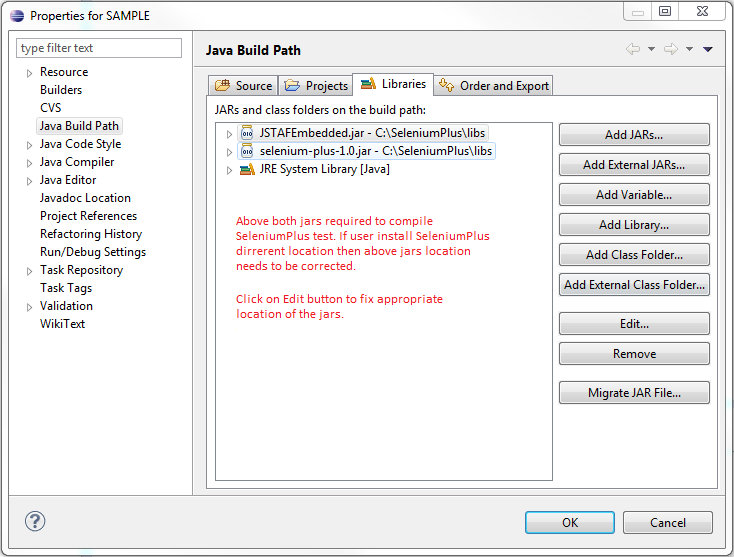 Properties for SAMPLE
type filter text
Resource
Builders
CVS
Java Build Path
Java Code Style
Java Compiler
Java Editor
Javadoc Location
Project References
Refactoring History
Run/Debug Settings
Task Repository
Task Tags
Validation
WikiText
Java Build Path
Source
Projects
Libraries
Order and Export
JARs and class folders on the build path:
JSTAFEmbedded.jar - C:\SeleniumPlus\libs
selenium-plus-1.0.jar - C:\SeleniumPlus\libs
JRE System Library [Java]
Above both jars required to compile
SeleniumPlus test. If user install SeleniumPlus
dirrerent location then above jars location
needs to be corrected.
Click on Edit button to fix appropriate
location of the jars.
Add JARs...
Add External JARs...
Add Variable...
Add Library...
Add Class Folder...
Add External Class Folder...
Edit...
Remove
Migrate JAR File...
OK
Cancel